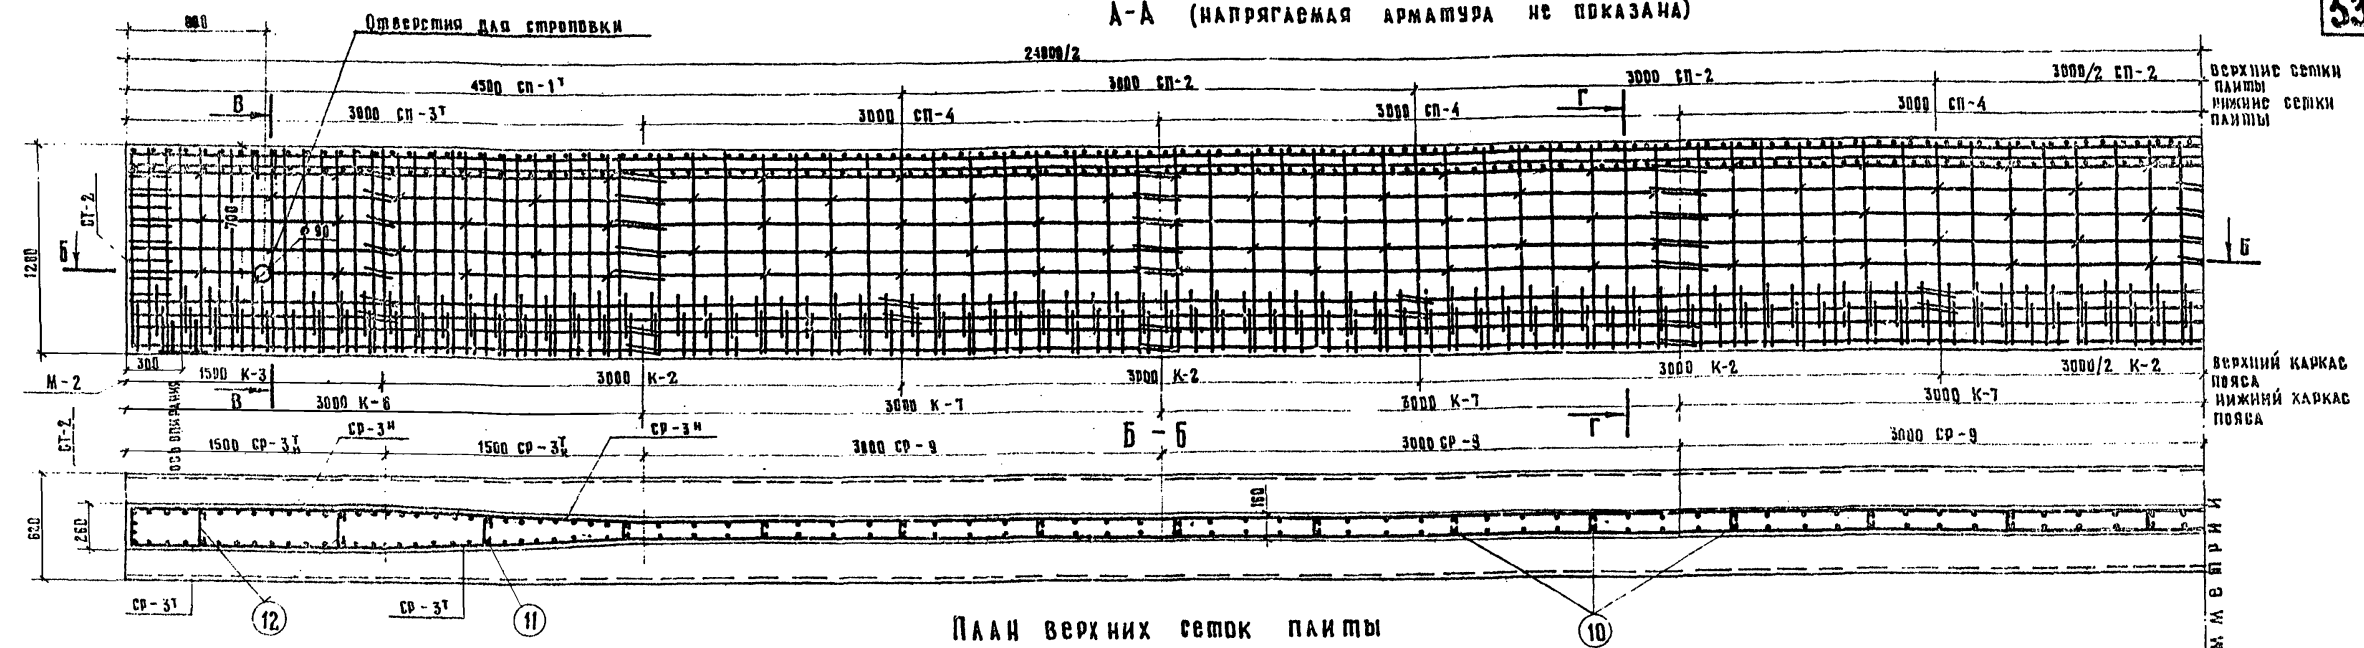 А-А (НАПРЯГАЕМАЯ АРМАТУРА НЕ ПОКАЗАНА)
53
800
Отверстия для строповки
24000/2
4500 СП-1Т
3000 СП-2
3000 СП-2
3000/2 СП-2
ВЕРХНИЕ СЕТКИ
ПЛИТЫ
В
3000 СП-3Т
3000 СП-4
3000 СП-4
Г
3000 СП-4
НИЖНИЕ СЕТКИ
ПЛИТЫ
СТ-2
700
Ø 90
1200
Б
Б
300
М-2
1500 К-3
3000 К-2
3000 К-2
3000 К-2
3000/2 К-2
ВЕРХНИЙ КАРКАС
ПОЯСА
В
3000 К-6
3000 К-7
3000 К-7
3000 К-7
НИЖНИЙ КАРКАС
ПОЯСА
Г
СТ-2
ОСЬ ОПИРАНИЯ
Б - Б
1500 СР-3Т Н
СР-3Н
1500 СР-3Т Н
СР-3Н
3000 СР-9
3000 СР-9
3000 СР-9
620
260
160
СР-3Т
12
СР-3Т
11
10
ПЛАН ВЕРХНИХ СЕТОК ПЛИТЫ